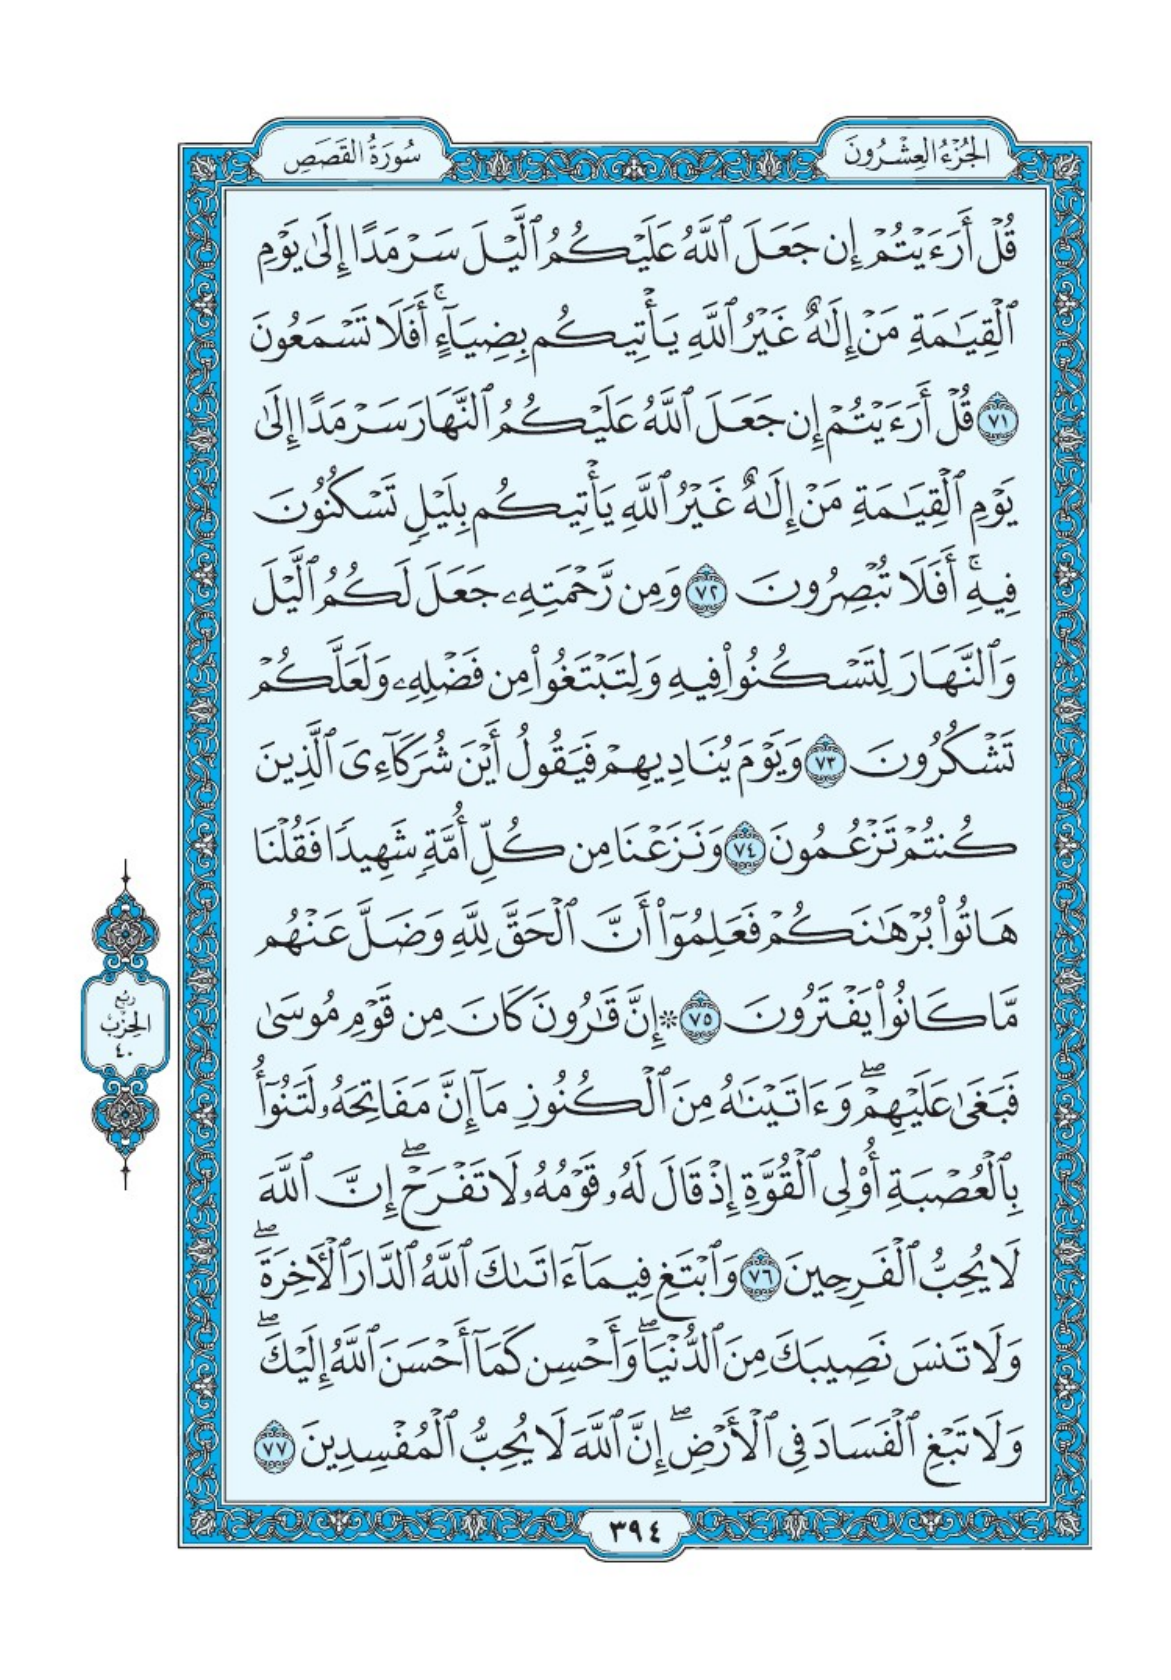 الجُزْءُ العِشْرُونَ
سُورَةُ القَصَصِ
قُلْ أَرَءَيْتُمْ إِن جَعَلَ ٱللَّهُ عَلَيْكُمُ ٱلَّيْلَ سَرْمَدًا إِلَىٰ يَوْمِ
ٱلْقِيَٰمَةِ مَنْ إِلَٰهٌ غَيْرُ ٱللَّهِ يَأْتِيكُم بِضِيَآءٍۚ أَفَلَا تَسْمَعُونَ
٧١ قُلْ أَرَءَيْتُمْ إِن جَعَلَ ٱللَّهُ عَلَيْكُمُ ٱلنَّهَارَ سَرْمَدًا إِلَىٰ
يَوْمِ ٱلْقِيَٰمَةِ مَنْ إِلَٰهٌ غَيْرُ ٱللَّهِ يَأْتِيكُم بِلَيْلٍ تَسْكُنُونَ
فِيهِۚ أَفَلَا تُبْصِرُونَ ٧٢ وَمِن رَّحْمَتِهِۦ جَعَلَ لَكُمُ ٱلَّيْلَ
وَٱلنَّهَارَ لِتَسْكُنُوا۟ فِيهِ وَلِتَبْتَغُوا۟ مِن فَضْلِهِۦ وَلَعَلَّكُمْ
تَشْكُرُونَ ٧٣ وَيَوْمَ يُنَادِيهِمْ فَيَقُولُ أَيْنَ شُرَكَآءِىَ ٱلَّذِينَ
كُنتُمْ تَزْعُمُونَ ٧٤ وَنَزَعْنَا مِن كُلِّ أُمَّةٍ شَهِيدًا فَقُلْنَا
هَاتُوا۟ بُرْهَٰنَكُمْ فَعَلِمُوٓا۟ أَنَّ ٱلْحَقَّ لِلَّهِ وَضَلَّ عَنْهُم
مَّا كَانُوا۟ يَفْتَرُونَ ٧٥ ۞ إِنَّ قَٰرُونَ كَانَ مِن قَوْمِ مُوسَىٰ
فَبَغَىٰ عَلَيْهِمْۖ وَءَاتَيْنَٰهُ مِنَ ٱلْكُنُوزِ مَآ إِنَّ مَفَاتِحَهُۥ لَتَنُوٓأُ
بِٱلْعُصْبَةِ أُو۟لِى ٱلْقُوَّةِ إِذْ قَالَ لَهُۥ قَوْمُهُۥ لَا تَفْرَحْۖ إِنَّ ٱللَّهَ
لَا يُحِبُّ ٱلْفَرِحِينَ ٧٦ وَٱبْتَغِ فِيمَآ ءَاتَىٰكَ ٱللَّهُ ٱلدَّارَ ٱلْءَاخِرَةَۖ
وَلَا تَنسَ نَصِيبَكَ مِنَ ٱلدُّنْيَاۖ وَأَحْسِن كَمَآ أَحْسَنَ ٱللَّهُ إِلَيْكَۖ
وَلَا تَبْغِ ٱلْفَسَادَ فِى ٱلْأَرْضِۖ إِنَّ ٱللَّهَ لَا يُحِبُّ ٱلْمُفْسِدِينَ ٧٧
رُبُع
الحِزْب
٤٠
٣٩٤